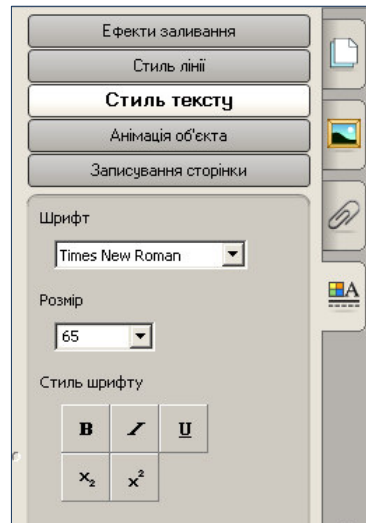 Ефекти заливання
Стиль лінії
Стиль тексту
Анімація об'єкта
Записування сторінки
Шрифт
Times New Roman
Розмір
65
Стиль шрифту
B I U
x₂ x²
A